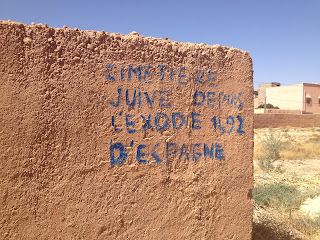 CIMETIERE
JUIVE DEPUIS
L'EXODE 1492
D'ESPAGNE